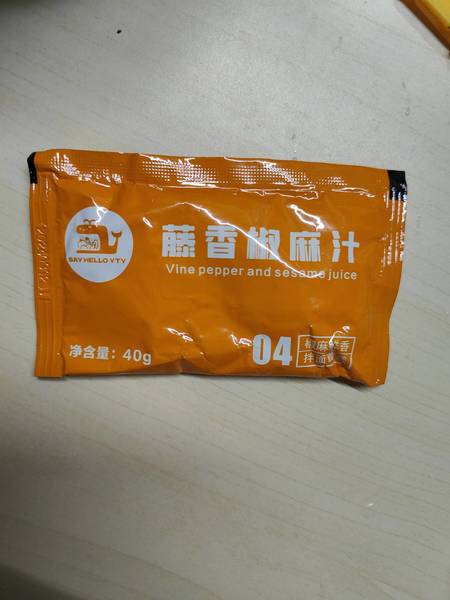 藤香椒麻汁
Vine pepper and sesame juice
SAY HELLO YTY
净含量：40g
04
椒麻鲜香
拌面